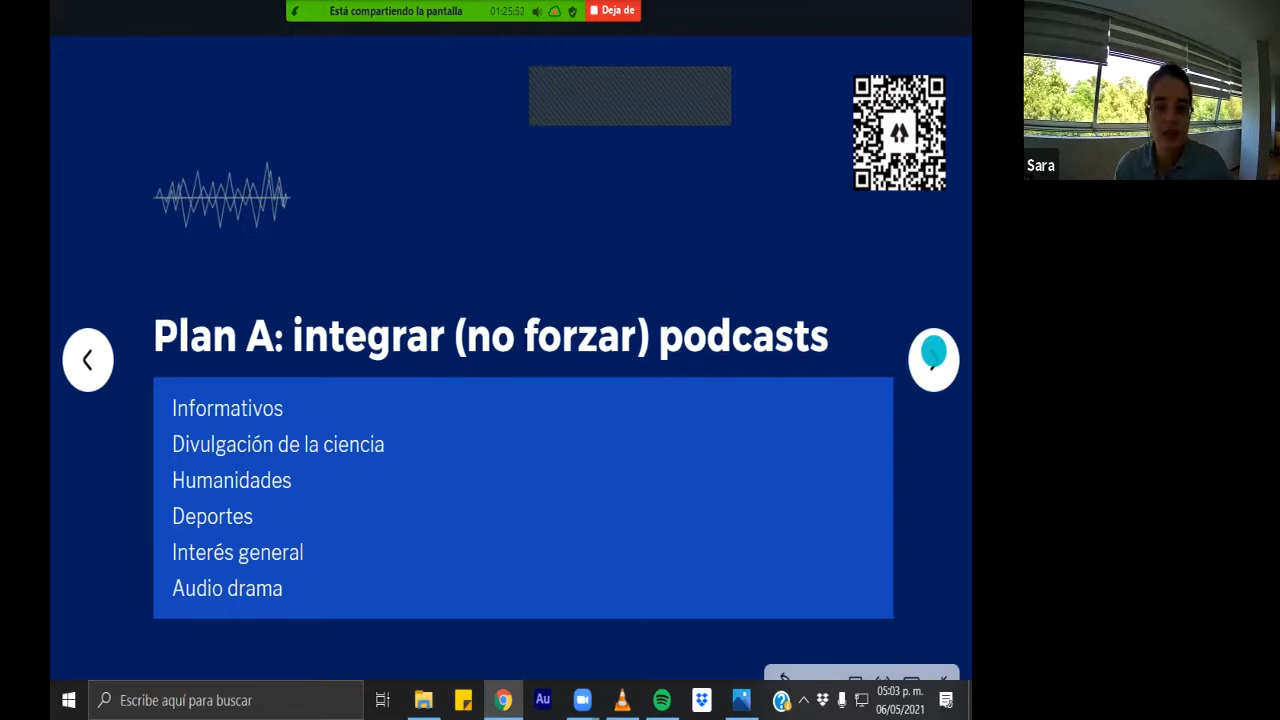 Está compartiendo la pantalla
01:25:52
Deja de
Sara
Plan A: integrar (no forzar) podcasts
Informativos
Divulgación de la ciencia
Humanidades
Deportes
Interés general
Audio drama
Escribe aquí para buscar
Au
05:03 p. m.
06/05/2021